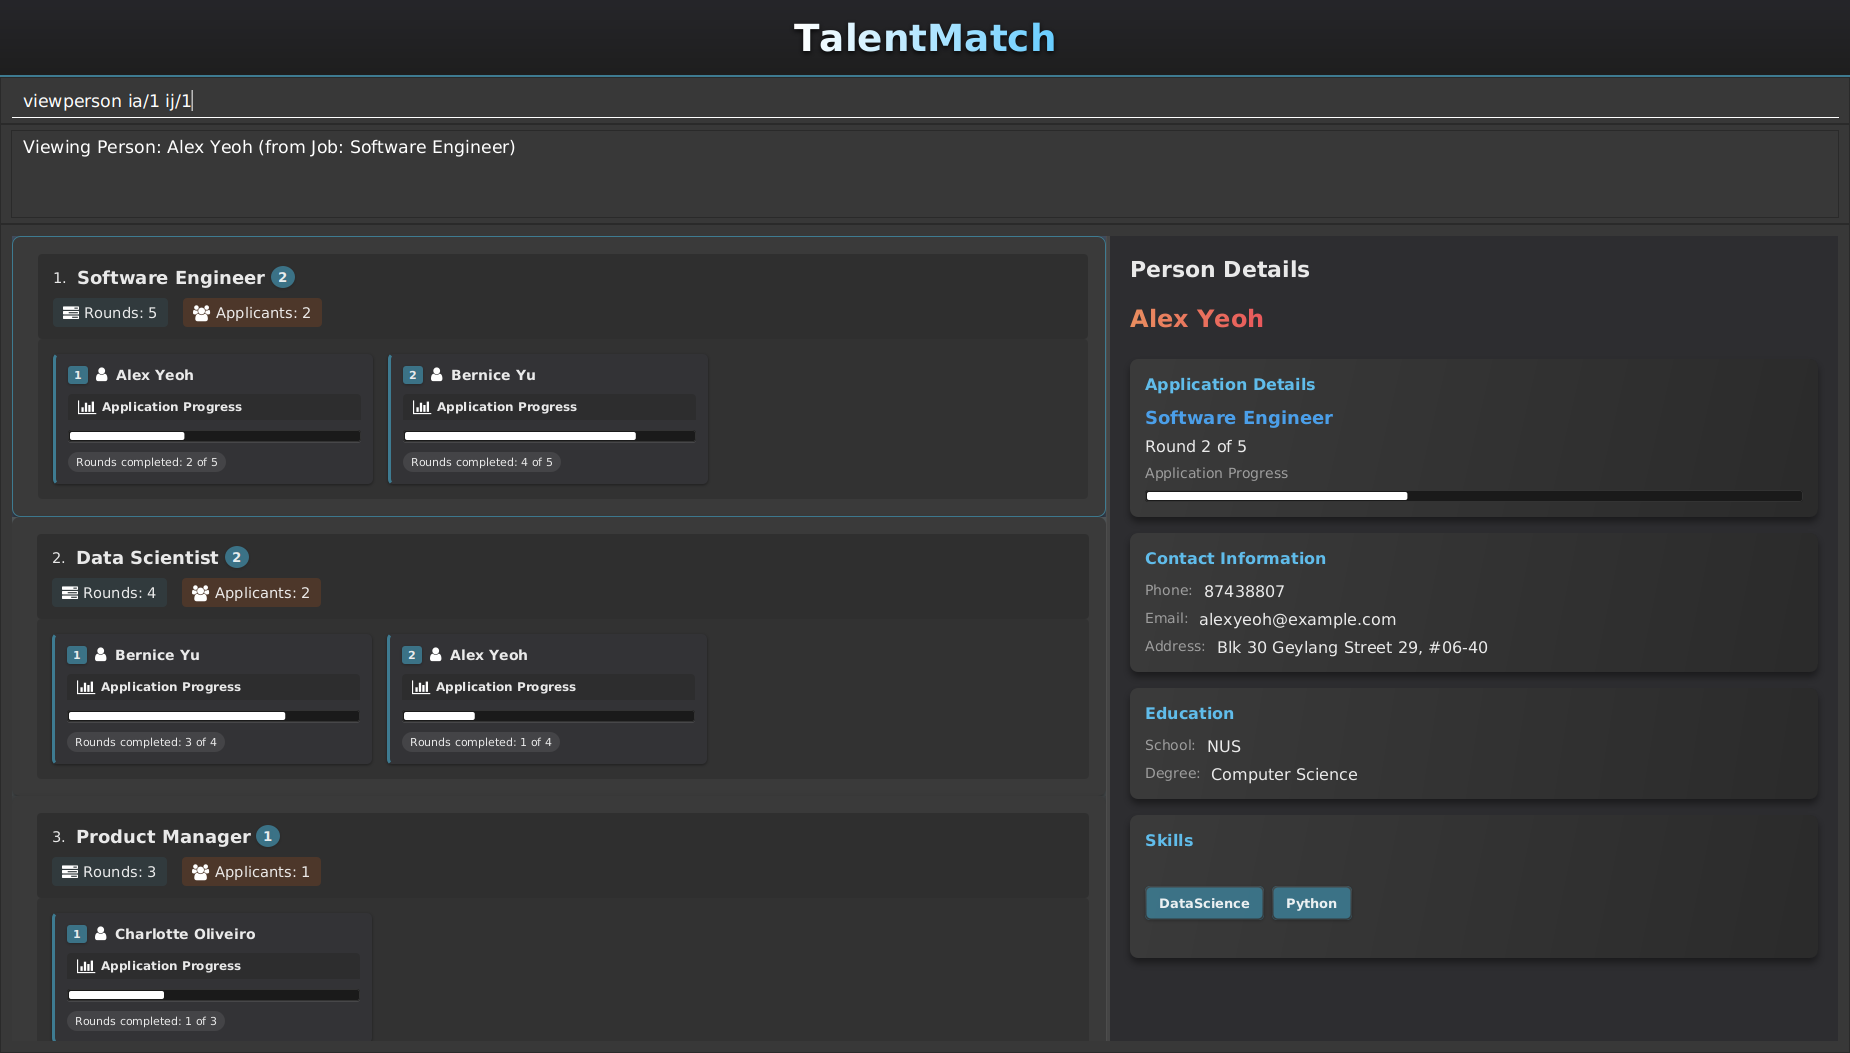 TalentMatch
viewperson ia/1 ij/1
Viewing Person: Alex Yeoh (from Job: Software Engineer)
1. Software Engineer 2
Rounds: 5 Applicants: 2
1 Alex Yeoh
Application Progress
Rounds completed: 2 of 5
2 Bernice Yu
Application Progress
Rounds completed: 4 of 5
2. Data Scientist 2
Rounds: 4 Applicants: 2
1 Bernice Yu
Application Progress
Rounds completed: 3 of 4
2 Alex Yeoh
Application Progress
Rounds completed: 1 of 4
3. Product Manager 1
Rounds: 3 Applicants: 1
1 Charlotte Oliveiro
Application Progress
Rounds completed: 1 of 3
Person Details
Alex Yeoh
Application Details
Software Engineer
Round 2 of 5
Application Progress
Contact Information
Phone: 87438807
Email: alexyeoh@example.com
Address: Blk 30 Geylang Street 29, #06-40
Education
School: NUS
Degree: Computer Science
Skills
DataScience Python